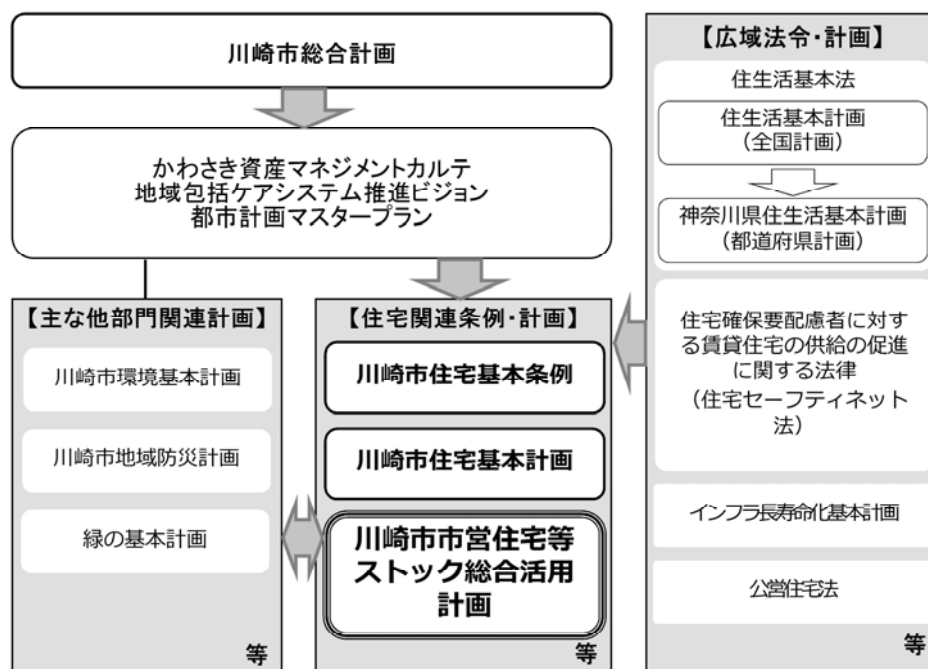 川崎市総合計画
かわさき資産マネジメントカルテ
地域包括ケアシステム推進ビジョン
都市計画マスタープラン
【主な他部門関連計画】
川崎市環境基本計画
川崎市地域防災計画
緑の基本計画
等
【住宅関連条例・計画】
川崎市住宅基本条例
川崎市住宅基本計画
川崎市市営住宅等
ストック総合活用
計画
等
【広域法令・計画】
住生活基本法
住生活基本計画
（全国計画）
神奈川県住生活基本計画
（都道府県計画）
住宅確保要配慮者に対す
る賃貸住宅の供給の促進
に関する法律
（住宅セーフティネット
法）
インフラ長寿命化基本計画
公営住宅法
等